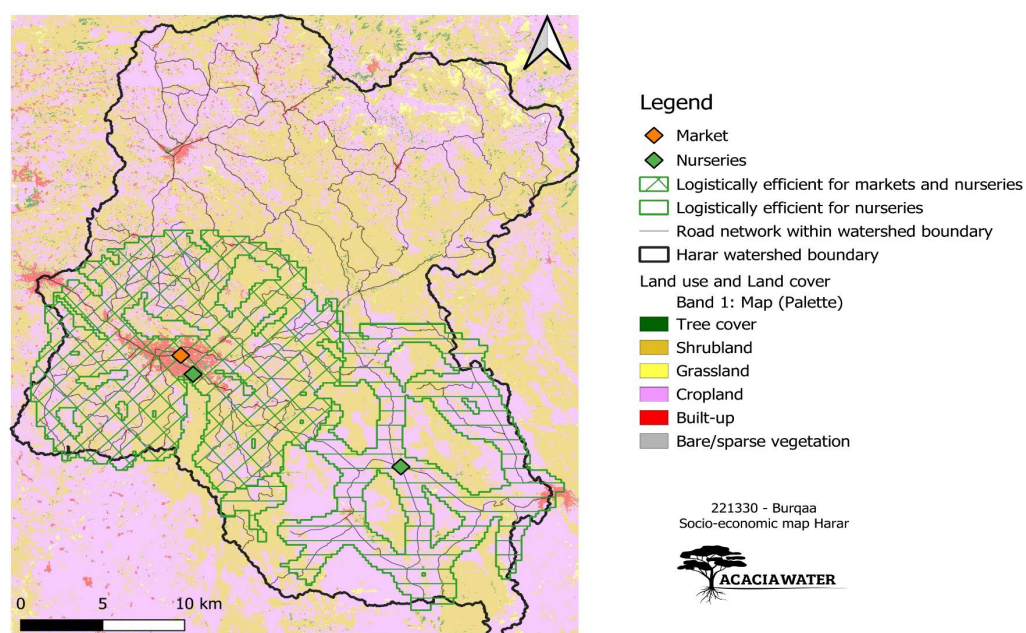 Legend
Market
Nurseries
Logistically efficient for markets and nurseries
Logistically efficient for nurseries
Road network within watershed boundary
Harar watershed boundary
Land use and Land cover
Band 1: Map (Palette)
Tree cover
Shrubland
Grassland
Cropland
Built-up
Bare/sparse vegetation
221330 - Burqaa
Socio-economic map Harar
ACACIAWATER
0 5 10 km